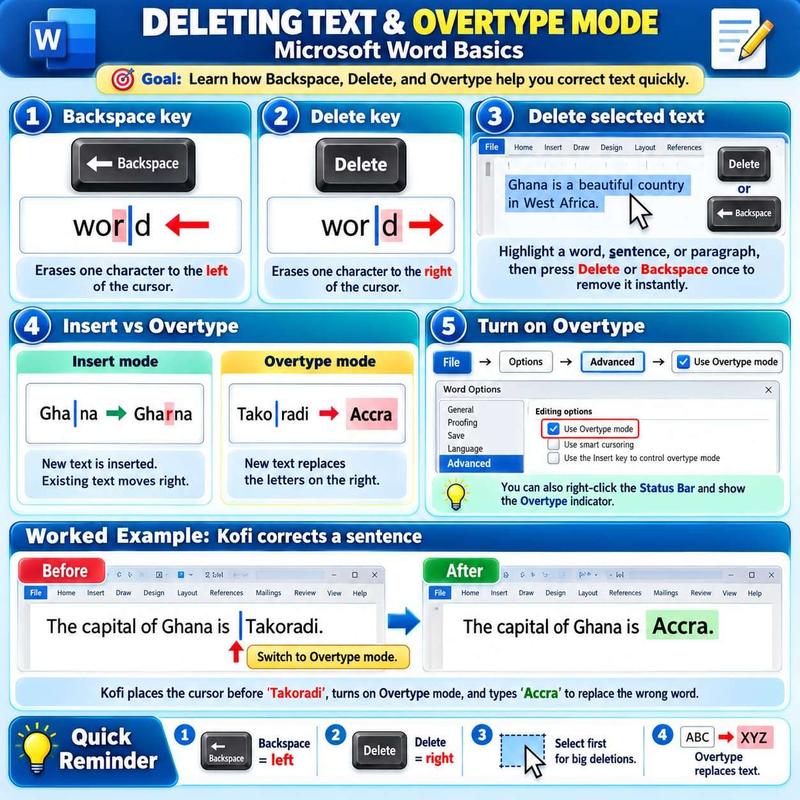 W
DELETING TEXT & OVERTYPE MODE
Microsoft Word Basics
Goal: Learn how Backspace, Delete, and Overtype help you correct text quickly.
1 Backspace key
← Backspace
word
Erases one character to the left
of the cursor.
2 Delete key
Delete
word
Erases one character to the right
of the cursor.
3 Delete selected text
File Home Insert Draw Design Layout References
Ghana is a beautiful country
in West Africa.
Delete
or
← Backspace
Highlight a word, sentence, or paragraph,
then press Delete or Backspace once to
remove it instantly.
4 Insert vs Overtype
Insert mode
Gha|na → Gharna
New text is inserted.
Existing text moves right.
Overtype mode
Tako|radi → Accra
New text replaces
the letters on the right.
5 Turn on Overtype
File → Options → Advanced → Use Overtype mode
Word Options ×
General
Proofing
Save
Language
Advanced
Editing options
Use Overtype mode
Use smart cursoring
Use the Insert key to control overtype mode
You can also right-click the Status Bar and show
the Overtype indicator.
Worked Example: Kofi corrects a sentence
Before
File Home Insert Draw Design Layout References Mailings Review View Help
The capital of Ghana is |Takoradi.
Switch to Overtype mode.
After
File Home Insert Draw Design Layout References Mailings Review View Help
The capital of Ghana is Accra.
Kofi places the cursor before 'Takoradi', turns on Overtype mode, and types 'Accra' to replace the wrong word.
Quick
Reminder
1
← Backspace
Backspace
= left
2
Delete
Delete
= right
3
Select first
for big deletions.
4
ABC → XYZ
Overtype
replaces text.